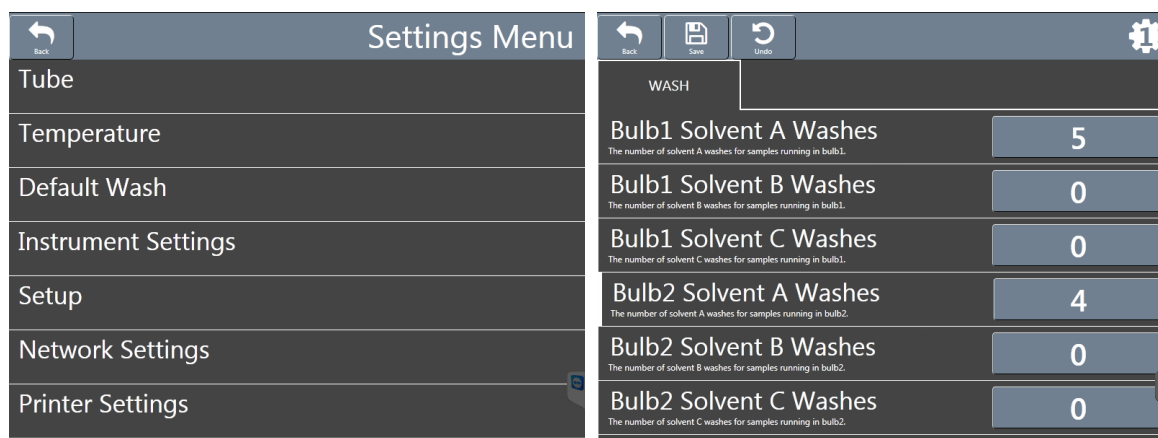 Back
Settings Menu
Tube
Temperature
Default Wash
Instrument Settings
Setup
Network Settings
Printer Settings
Back
Save
Undo
1
WASH
Bulb1 Solvent A Washes
The number of solvent A washes for samples running in bulb1.
5
Bulb1 Solvent B Washes
The number of solvent B washes for samples running in bulb1.
0
Bulb1 Solvent C Washes
The number of solvent C washes for samples running in bulb1.
0
Bulb2 Solvent A Washes
The number of solvent A washes for samples running in bulb2.
4
Bulb2 Solvent B Washes
The number of solvent B washes for samples running in bulb2.
0
Bulb2 Solvent C Washes
The number of solvent C washes for samples running in bulb2.
0